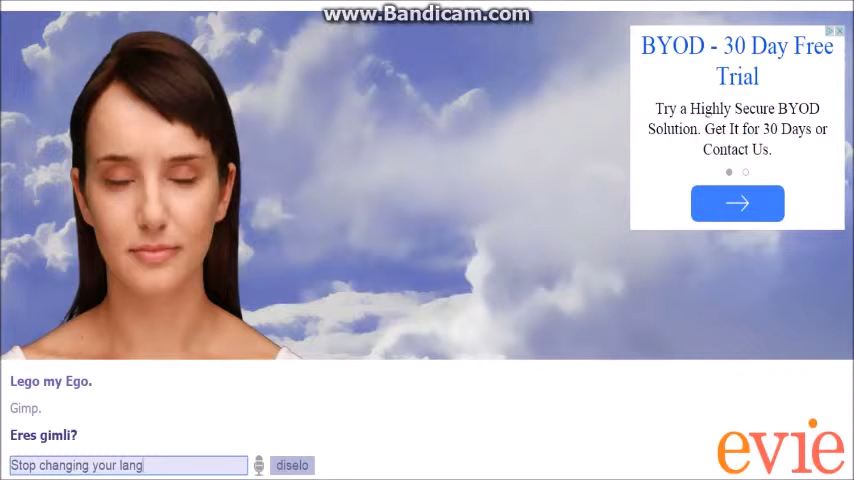 www.Bandicam.com
BYOD - 30 Day Free
Trial
Try a Highly Secure BYOD
Solution. Get It for 30 Days or
Contact Us.
Lego my Ego.
Gimp.
Eres gimli?
Stop changing your lang
diselo
evie